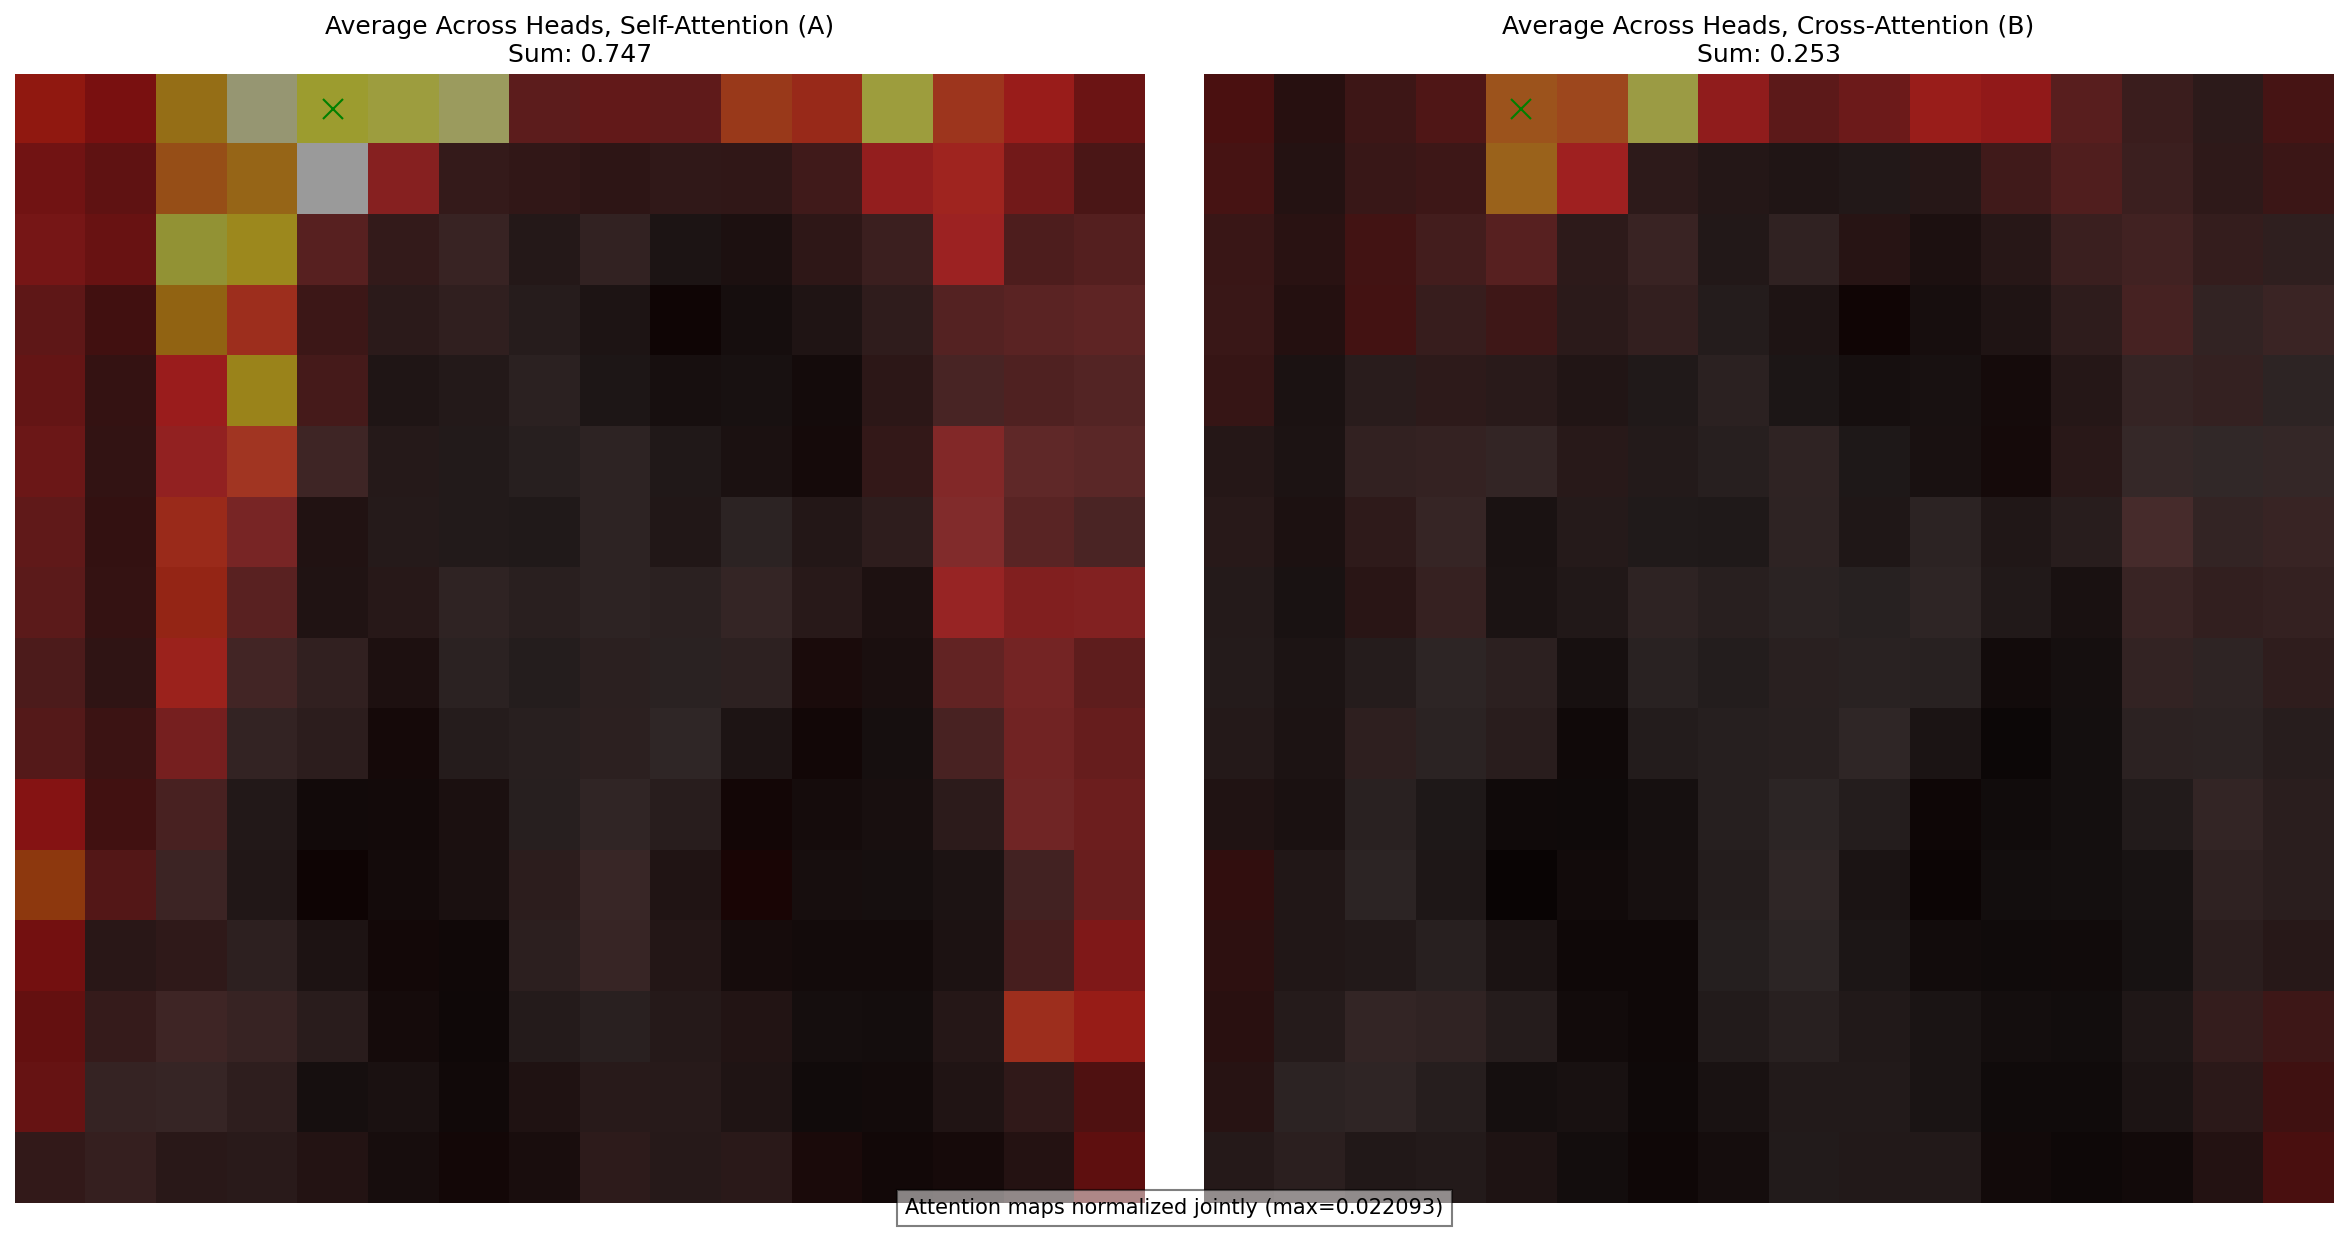 Average Across Heads, Self-Attention (A)
Sum: 0.747
Average Across Heads, Cross-Attention (B)
Sum: 0.253
Attention maps normalized jointly (max=0.022093)